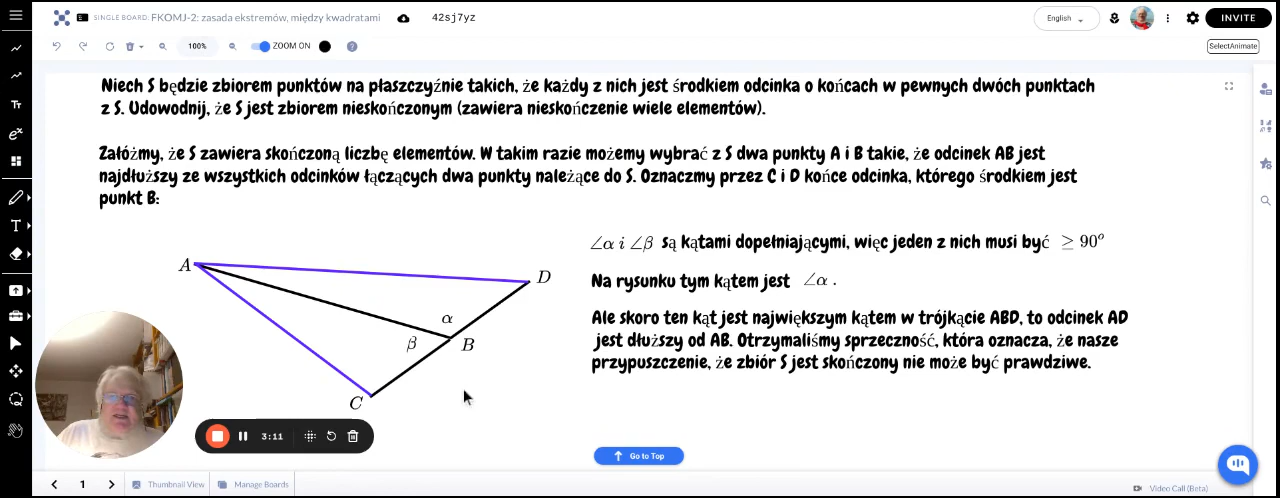 SINGLE BOARD: FKOMJ-2: zasada ekstremów, między kwadratami
42sj7yz
English
INVITE
100%
ZOOM ON
SelectAnimate
Niech S będzie zbiorem punktów na płaszczyźnie takich, że każdy z nich jest środkiem odcinka o końcach w pewnych dwóch punktach
z S. Udowodnij, że S jest zbiorem nieskończonym (zawiera nieskończenie wiele elementów).
Załóżmy, że S zawiera skończoną liczbę elementów. W takim razie możemy wybrać z S dwa punkty A i B takie, że odcinek AB jest
najdłuższy ze wszystkich odcinków łączących dwa punkty należące do S. Oznaczmy przez C i D końce odcinka, którego środkiem jest
punkt B:
∠α i ∠β są kątami dopełniającymi, więc jeden z nich musi być ≥ 90°
Na rysunku tym kątem jest ∠α .
Ale skoro ten kąt jest największym kątem w trójkącie ABD, to odcinek AD
jest dłuższy od AB. Otrzymaliśmy sprzeczność, która oznacza, że nasze
przypuszczenie, że zbiór S jest skończony nie może być prawdziwe.
A
D
α
β
B
C
3:11
Go to Top
1
Thumbnail View
Manage Boards
Video Call (Beta)